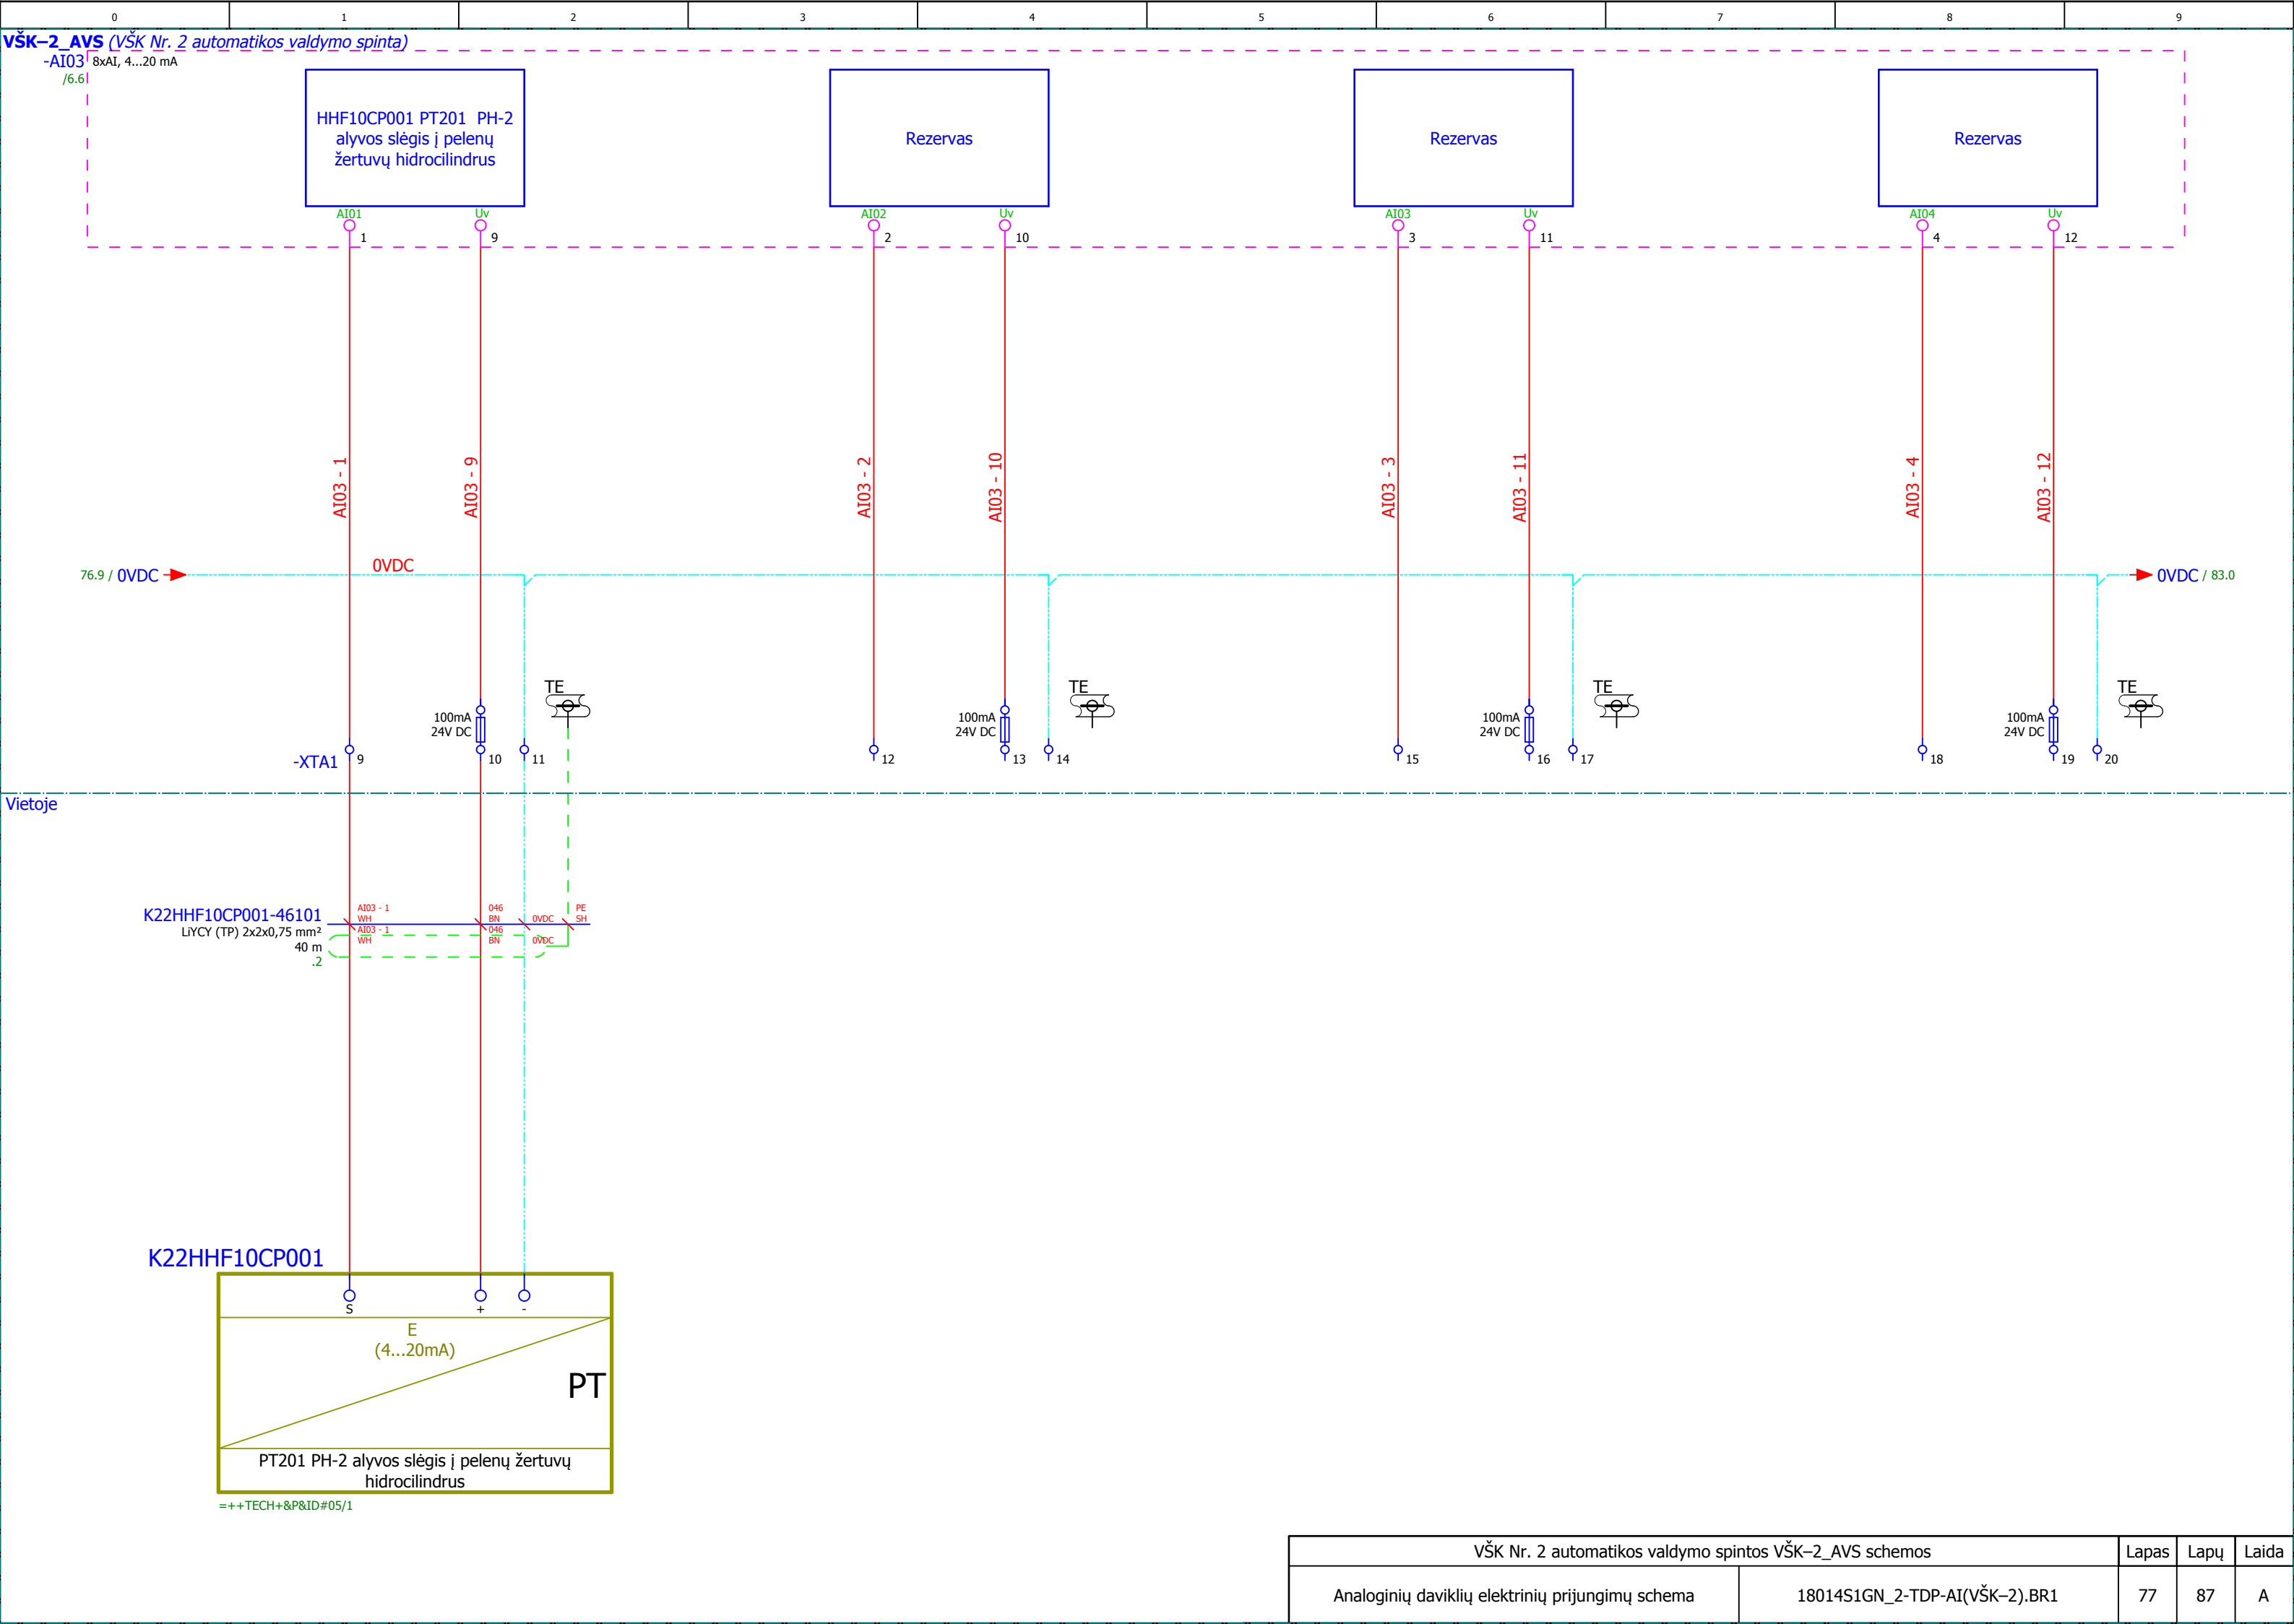 0 1 2 3 4 5 6 7 8 9
VŠK–2_AVS (VŠK Nr. 2 automatikos valdymo spinta)
-AI03 8xAI, 4...20 mA
/6.6
HHF10CP001 PT201 PH-2
alyvos slėgis į pelenų
žertuvų hidrocilindrus
Rezervas
Rezervas
Rezervas
AI01 Uv AI02 Uv AI03 Uv AI04 Uv
1 9 2 10 3 11 4 12
AI03 - 1
AI03 - 9
AI03 - 2
AI03 - 10
AI03 - 3
AI03 - 11
AI03 - 4
AI03 - 12
0VDC
76.9 / 0VDC
0VDC / 83.0
TE TE TE TE
100mA 100mA 100mA 100mA
24V DC 24V DC 24V DC 24V DC
-XTA1 9 10 11 12 13 14 15 16 17 18 19 20
Vietoje
K22HHF10CP001-46101
LiYCY (TP) 2x2x0,75 mm²
40 m
.2
AI03 - 1 046 PE
WH BN 0VDC SH
AI03 - 1 046
WH BN 0VDC
K22HHF10CP001
S + -
E
(4...20mA)
PT
PT201 PH-2 alyvos slėgis į pelenų žertuvų
hidrocilindrus
=++TECH+&P&ID#05/1
VŠK Nr. 2 automatikos valdymo spintos VŠK–2_AVS schemos Lapas Lapų Laida
Analoginių daviklių elektrinių prijungimų schema 18014S1GN_2-TDP-AI(VŠK–2).BR1 77 87 A